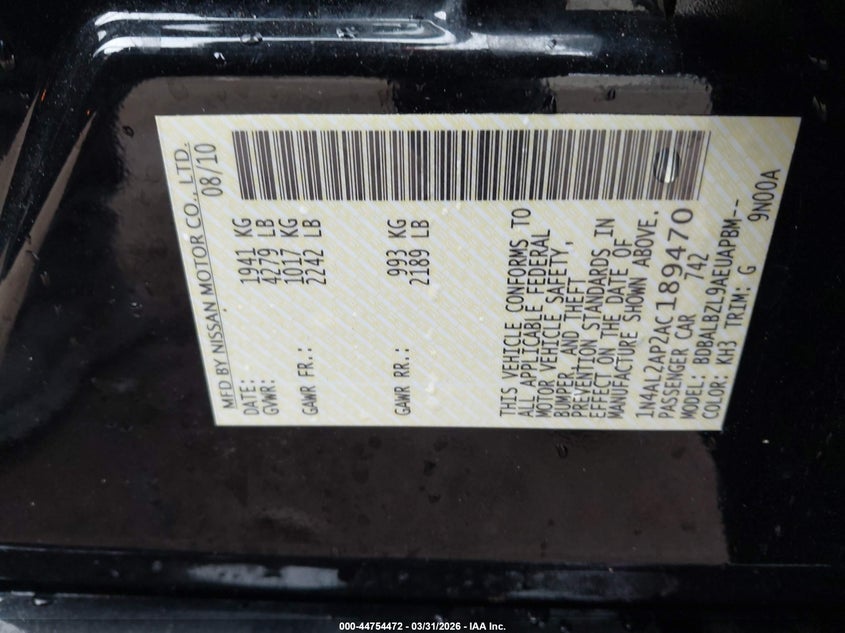 MFD BY NISSAN MOTOR CO., LTD.
DATE: 08/10
GVWR: 1941 KG
4279 LB
GAWR FR.: 1017 KG
2242 LB
GAWR RR.: 993 KG
2189 LB
THIS VEHICLE CONFORMS TO
ALL APPLICABLE FEDERAL
MOTOR VEHICLE SAFETY,
BUMPER, AND THEFT
PREVENTION STANDARDS IN
EFFECT ON THE DATE OF
MANUFACTURE SHOWN ABOVE.
1N4AL2AP2AC189470
PASSENGER CAR 742
MODEL: BDBALBZL9AEUAPBM--
COLOR: KH3 TRIM: G 9N00A
000-44754472 - 03/31/2026 - IAA Inc.